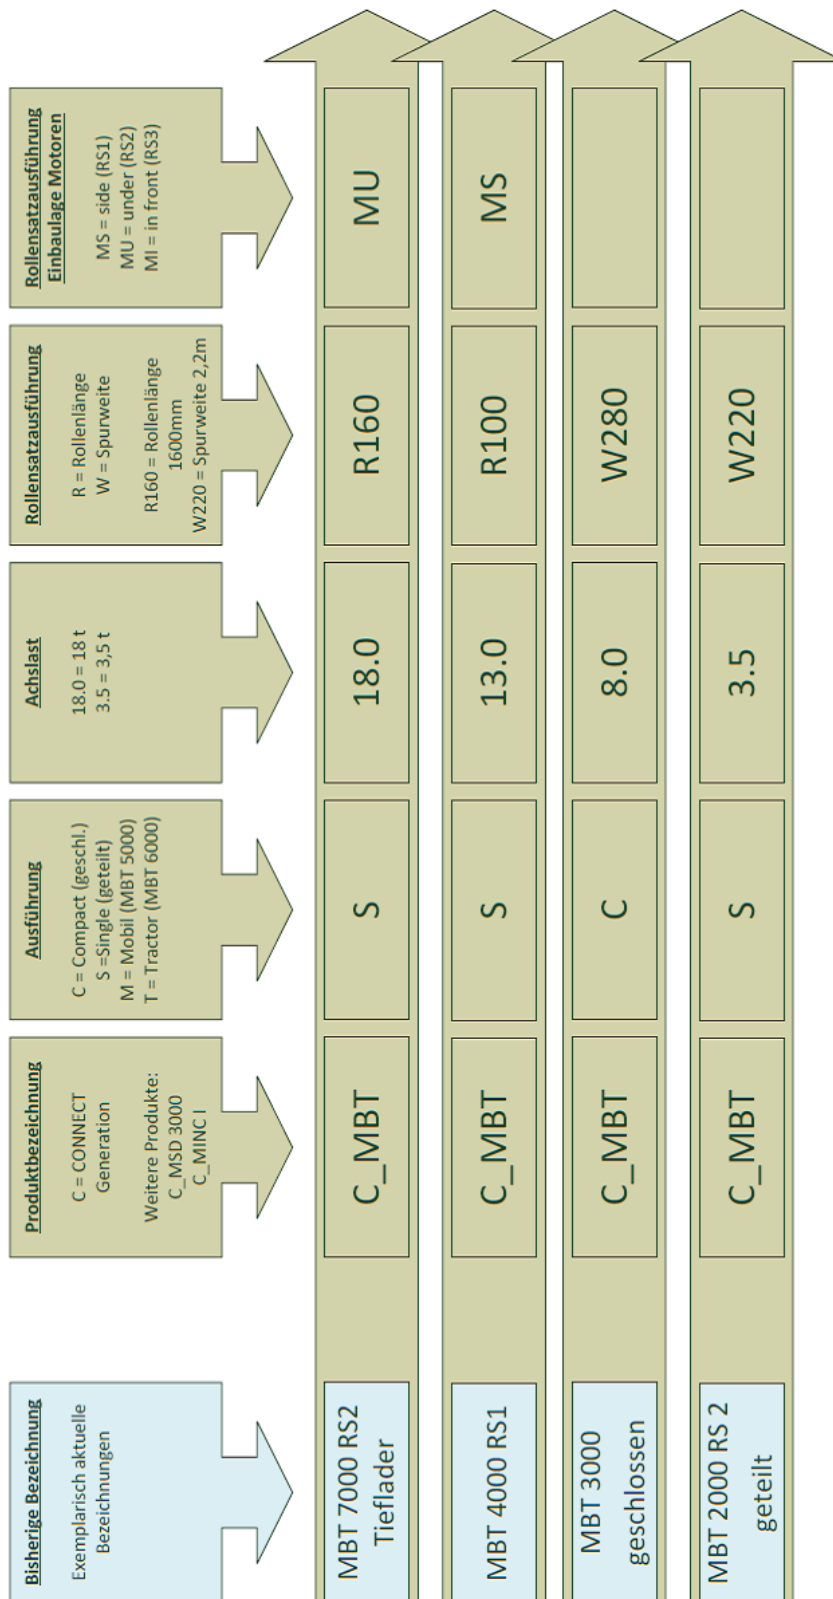 Bisherige Bezeichnung
Exemplarisch aktuelle
Bezeichnungen
Produktbezeichnung
C = CONNECT
Generation
Weitere Produkte:
C_MSD 3000
C_MINC I
Ausführung
C = Compact (geschl.)
S =Single (geteilt)
M = Mobil (MBT 5000)
T = Tractor (MBT 6000)
Achslast
18.0 = 18 t
3.5 = 3,5 t
Rollensatzausführung
R = Rollenlänge
W = Spurweite
R160 = Rollenlänge
1600mm
W220 = Spurweite 2,2m
Rollensatzausführung
Einbaulage Motoren
MS = side (RS1)
MU = under (RS2)
MI = in front (RS3)
MBT 7000 RS2
Tieflader
C_MBT
S
18.0
R160
MU
MBT 4000 RS1
C_MBT
S
13.0
R100
MS
MBT 3000
geschlossen
C_MBT
C
8.0
W280
MBT 2000 RS 2
geteilt
C_MBT
S
3.5
W220